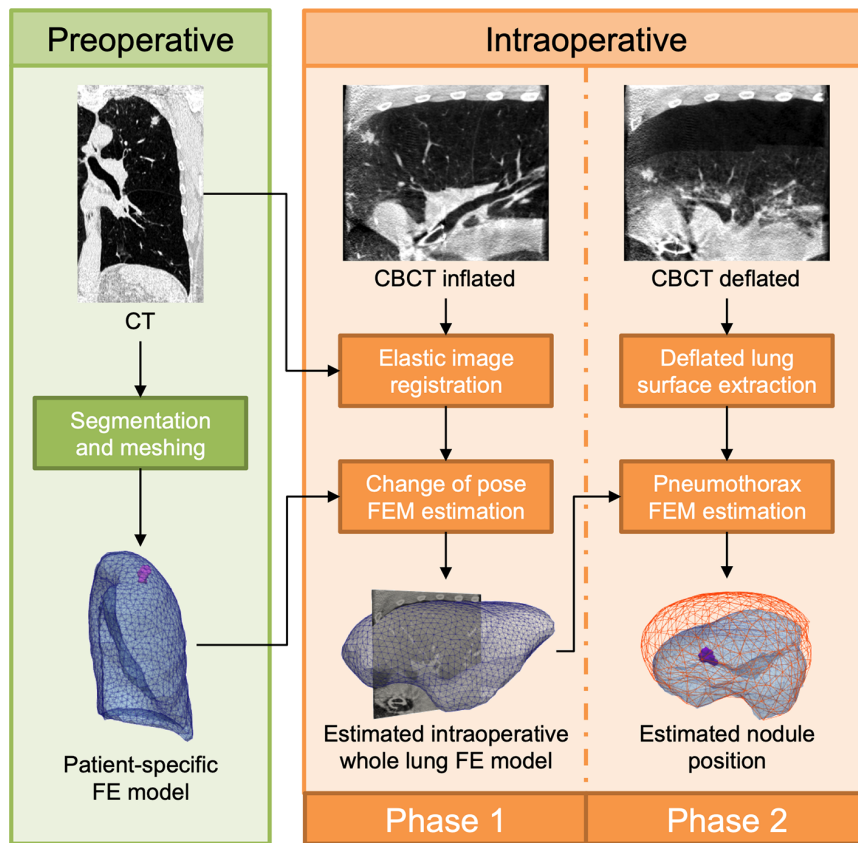 Preoperative
Intraoperative
CT
CBCT inflated
CBCT deflated
Segmentation
and meshing
Elastic image
registration
Deflated lung
surface extraction
Change of pose
FEM estimation
Pneumothorax
FEM estimation
Patient-specific
FE model
Estimated intraoperative
whole lung FE model
Estimated nodule
position
Phase 1
Phase 2